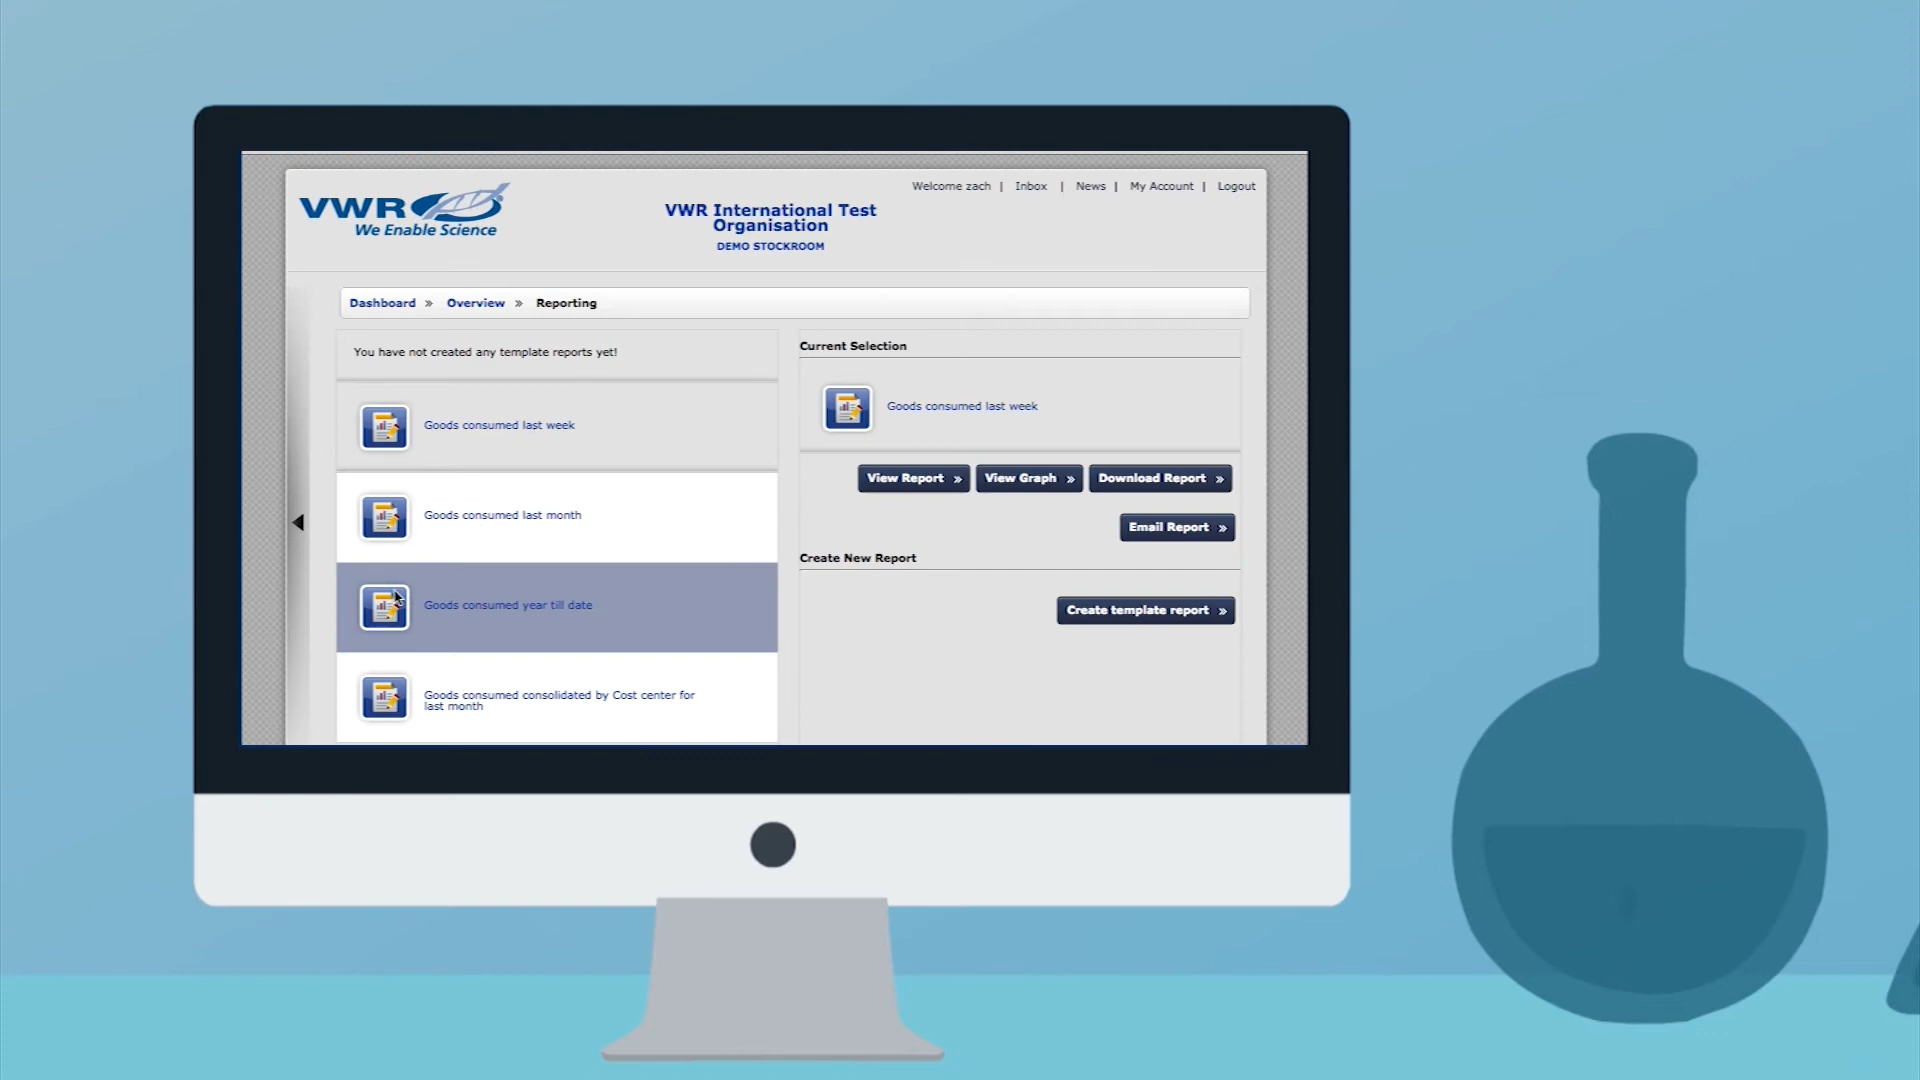 VWR
We Enable Science
Welcome zach | Inbox | News | My Account | Logout
VWR International Test
Organisation
DEMO STOCKROOM
Dashboard » Overview » Reporting
You have not created any template reports yet!
Goods consumed last week
Goods consumed last month
Goods consumed year till date
Goods consumed consolidated by Cost center for
last month
Current Selection
Goods consumed last week
View Report »
View Graph »
Download Report »
Email Report »
Create New Report
Create template report »